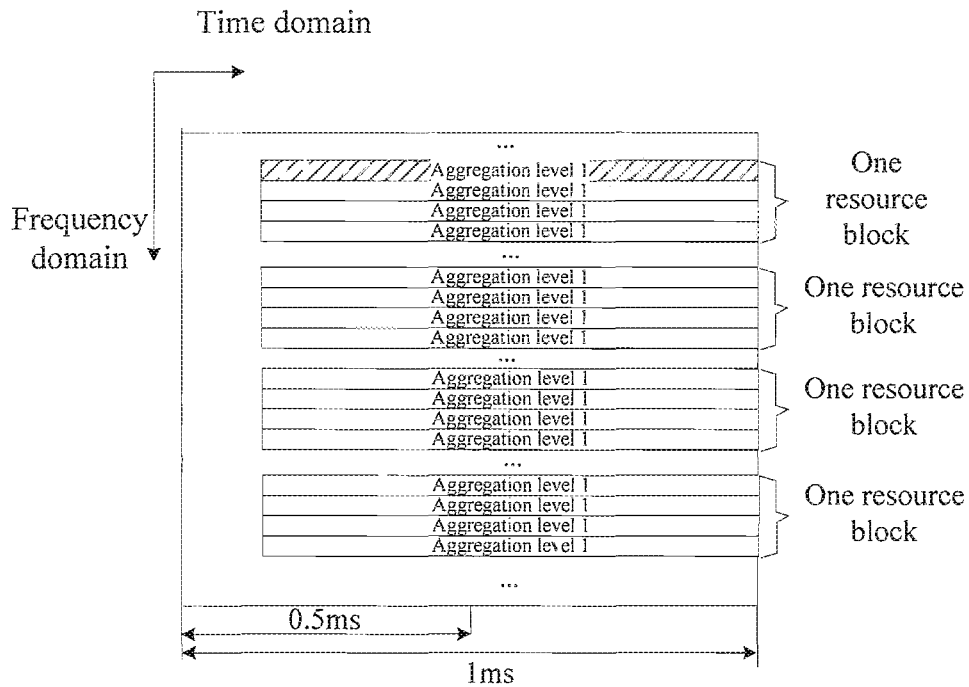 Time domain
Frequency
domain
...
Aggregation level 1
Aggregation level 1
Aggregation level 1
Aggregation level 1
One
resource
block
...
Aggregation level 1
Aggregation level 1
Aggregation level 1
Aggregation level 1
One resource
block
...
Aggregation level 1
Aggregation level 1
Aggregation level 1
Aggregation level 1
One resource
block
...
Aggregation level 1
Aggregation level 1
Aggregation level 1
Aggregation level 1
One resource
block
...
0.5ms
1ms